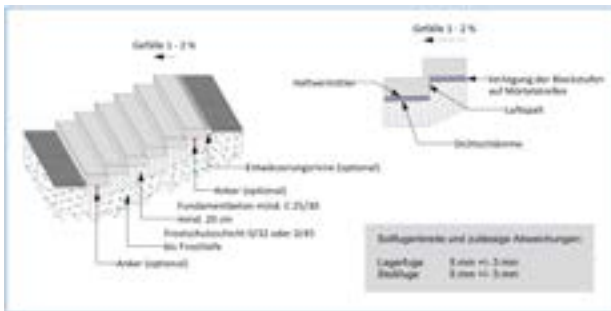 Gefälle 1 - 2 %
Entwässerungsrinne (optional)
Anker (optional)
Fundamentbeton mind. C 25/30
mind. 20 cm
Frostschutzschicht 0/32 oder 0/45
bis Frosttiefe
Anker (optional)
Gefälle 1 - 2 %
Haftvermittler
Verlegung der Blockstufen
auf Mörtelstreifen
Luftspalt
Dichtschlämme
Sollfugenbreite und zulässige Abweichungen:
Lagerfuge 5 mm +/- 3 mm
Stoßfuge 5 mm +/- 3 mm